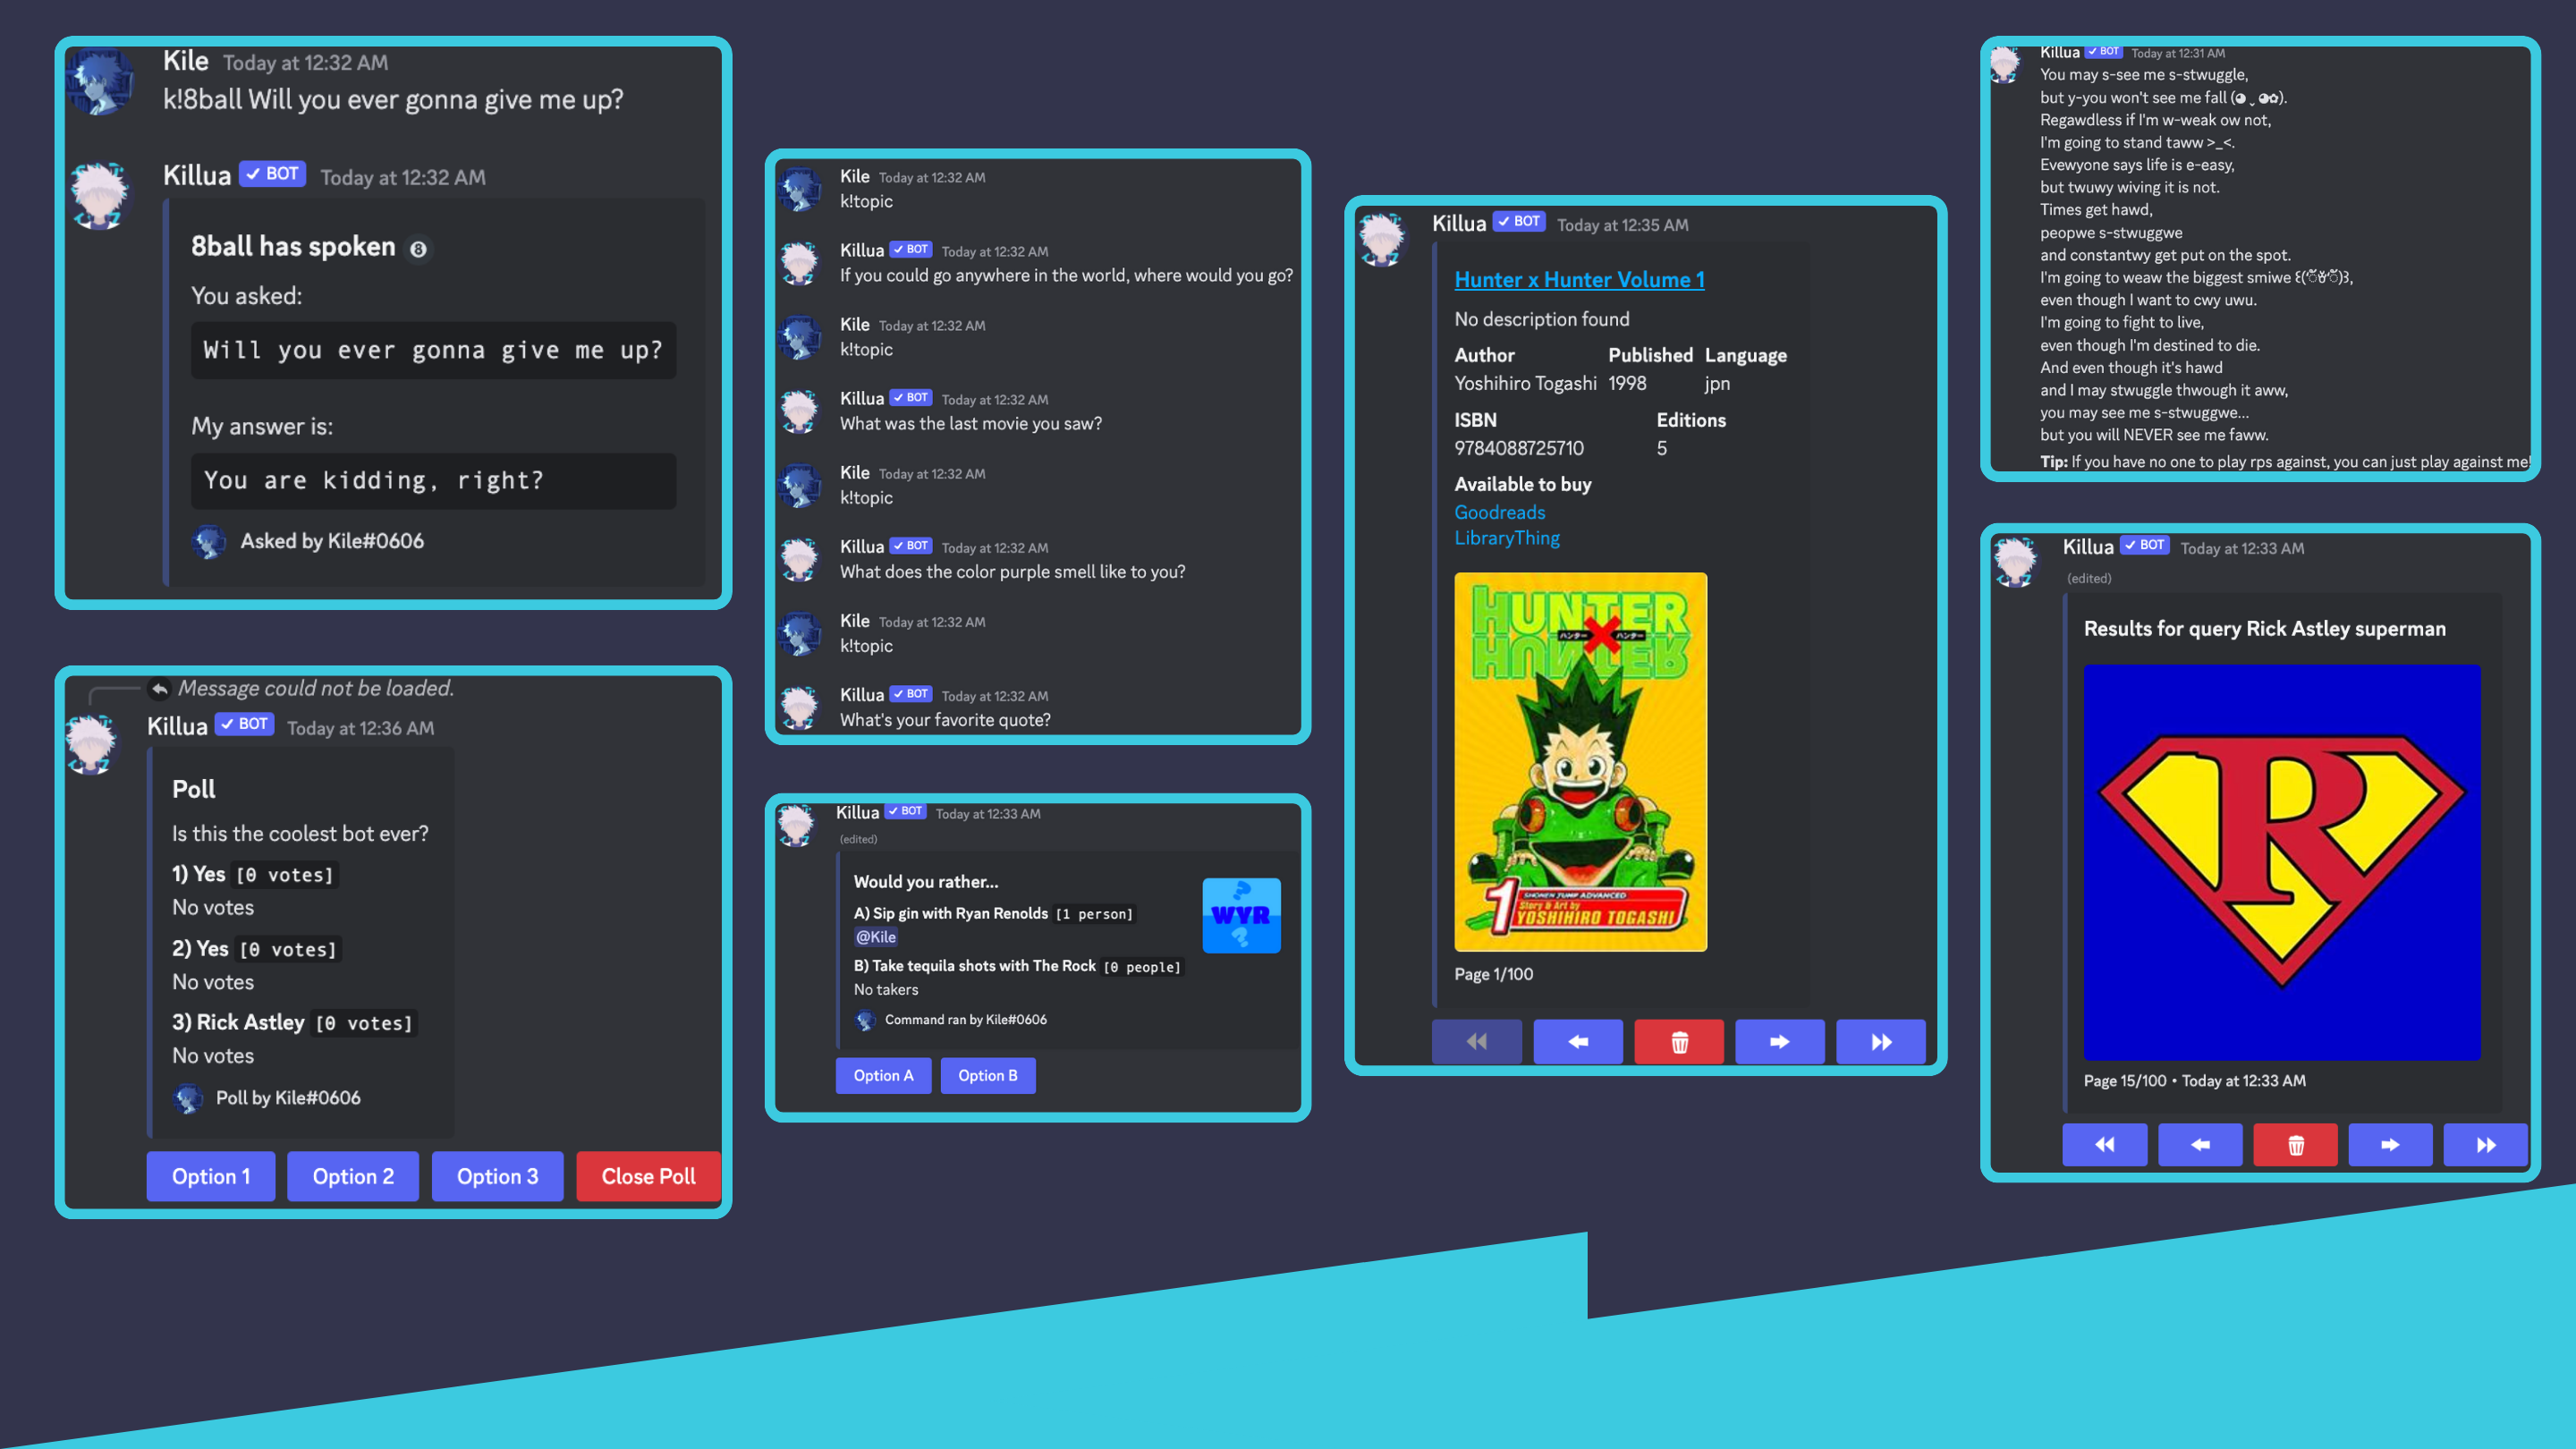 Kile Today at 12:32 AM
k!8ball Will you ever gonna give me up?
Killua ✓ BOT Today at 12:32 AM
8ball has spoken 8
You asked:
Will you ever gonna give me up?
My answer is:
You are kidding, right?
Asked by Kile#0606
Message could not be loaded.
Killua ✓ BOT Today at 12:36 AM
Poll
Is this the coolest bot ever?
1) Yes [0 votes]
No votes
2) Yes [0 votes]
No votes
3) Rick Astley [0 votes]
No votes
Poll by Kile#0606
Option 1 Option 2 Option 3 Close Poll
Kile Today at 12:32 AM
k!topic
Killua ✓ BOT Today at 12:32 AM
If you could go anywhere in the world, where would you go?
Kile Today at 12:32 AM
k!topic
Killua ✓ BOT Today at 12:32 AM
What was the last movie you saw?
Kile Today at 12:32 AM
k!topic
Killua ✓ BOT Today at 12:32 AM
What does the color purple smell like to you?
Kile Today at 12:32 AM
k!topic
Killua ✓ BOT Today at 12:32 AM
What's your favorite quote?
Killua ✓ BOT Today at 12:33 AM
(edited)
Would you rather...
A) Sip gin with Ryan Renolds [1 person]
@Kile
B) Take tequila shots with The Rock [0 people]
No takers
Command ran by Kile#0606
? WYR ?
Option A Option B
Killua ✓ BOT Today at 12:35 AM
Hunter x Hunter Volume 1
No description found
Author Published Language
Yoshihiro Togashi 1998 jpn
ISBN Editions
9784088725710 5
Available to buy
Goodreads
LibraryThing
HUNTER
ハンター X ハンター
HUNTER
SHONEN JUMP ADVANCED
1 Story & Art by
YOSHIHIRO TOGASHI
Page 1/100
Killua ✓ BOT Today at 12:31 AM
You may s-see me s-stwuggle,
but y-you won't see me fall (◕ˬ◕✿).
Regawdless if I'm w-weak ow not,
I'm going to stand taww >_<.
Evewyone says life is e-easy,
but twuwy wiving it is not.
Times get hawd,
peopwe s-stwuggwe
and constantwy get put on the spot.
I'm going to weaw the biggest smiwe
even though I want to cwy uwu.
I'm going to fight to live,
even though I'm destined to die.
And even though it's hawd
and I may stwuggle thwough it aww,
you may see me s-stwuggwe...
but you will NEVER see me faww.
Tip: If you have no one to play rps against, you can just play against me!
Killua ✓ BOT Today at 12:33 AM
(edited)
Results for query Rick Astley superman
R
Page 15/100 • Today at 12:33 AM